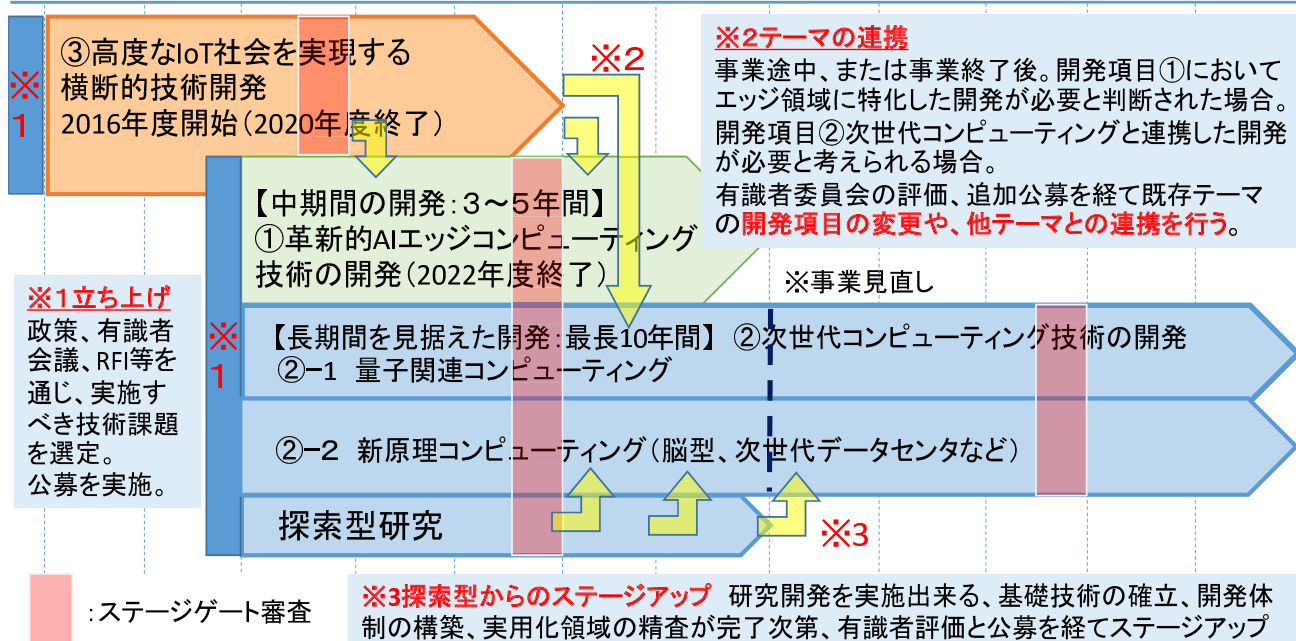 ※
1
③高度なIoT社会を実現する
横断的技術開発
2016年度開始（2020年度終了）
※2
※2テーマの連携
事業途中、または事業終了後。開発項目①において
エッジ領域に特化した開発が必要と判断された場合。
開発項目②次世代コンピューティングと連携した開発
が必要と考えられる場合。
有識者委員会の評価、追加公募を経て既存テーマ
の開発項目の変更や、他テーマとの連携を行う。
【中期間の開発：３～５年間】
①革新的AIエッジコンピューティング
技術の開発（2022年度終了）
※事業見直し
※１立ち上げ
政策、有識者
会議、RFI等を
通じ、実施す
べき技術課題
を選定。
公募を実施。
※
1
【長期間を見据えた開発：最長10年間】 ②次世代コンピューティング技術の開発
②－1 量子関連コンピューティング
②－２ 新原理コンピューティング（脳型、次世代データセンタなど）
探索型研究
※3
：ステージゲート審査
※3探索型からのステージアップ 研究開発を実施出来る、基礎技術の確立、開発体
制の構築、実用化領域の精査が完了次第、有識者評価と公募を経てステージアップ